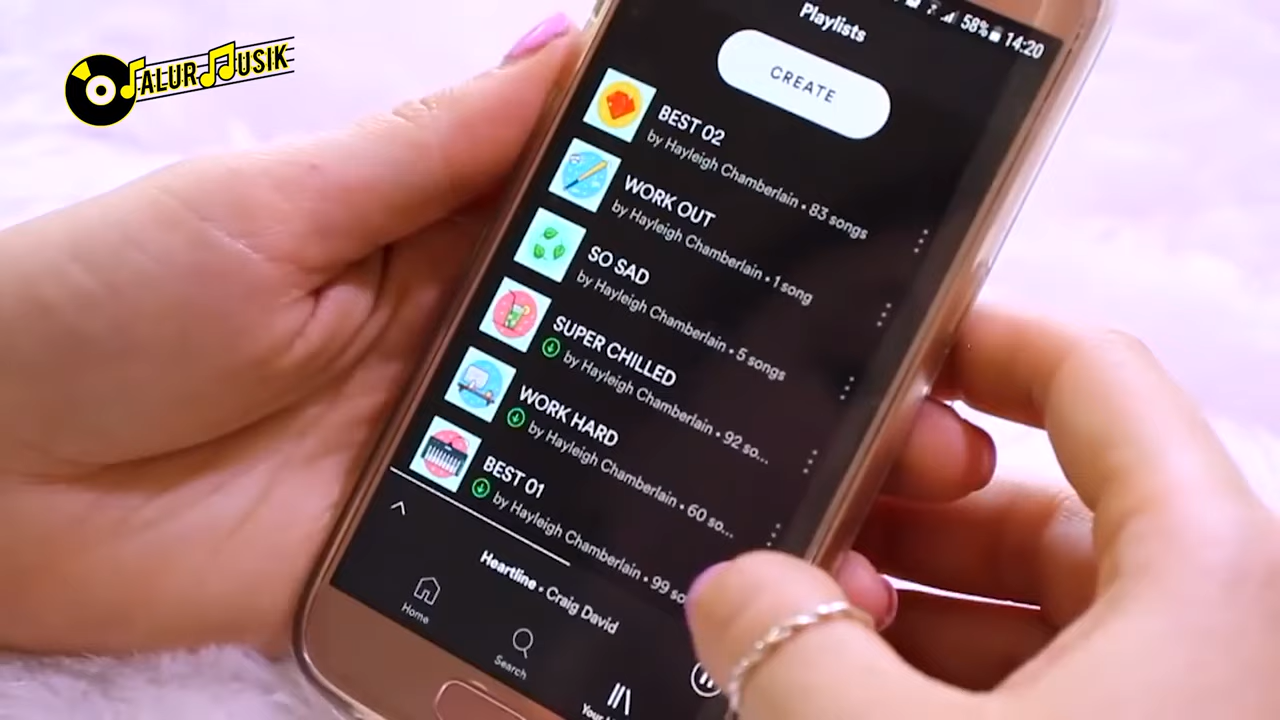 JALUR MUSIK
58% 14:20
Playlists
CREATE
BEST 02
by Hayleigh Chamberlain • 83 songs
WORK OUT
by Hayleigh Chamberlain • 1 song
SO SAD
by Hayleigh Chamberlain • 5 songs
SUPER CHILLED
by Hayleigh Chamberlain • 92 so...
WORK HARD
by Hayleigh Chamberlain • 60 so...
BEST 01
by Hayleigh Chamberlain • 99 so
Heartline • Craig David
Home
Search